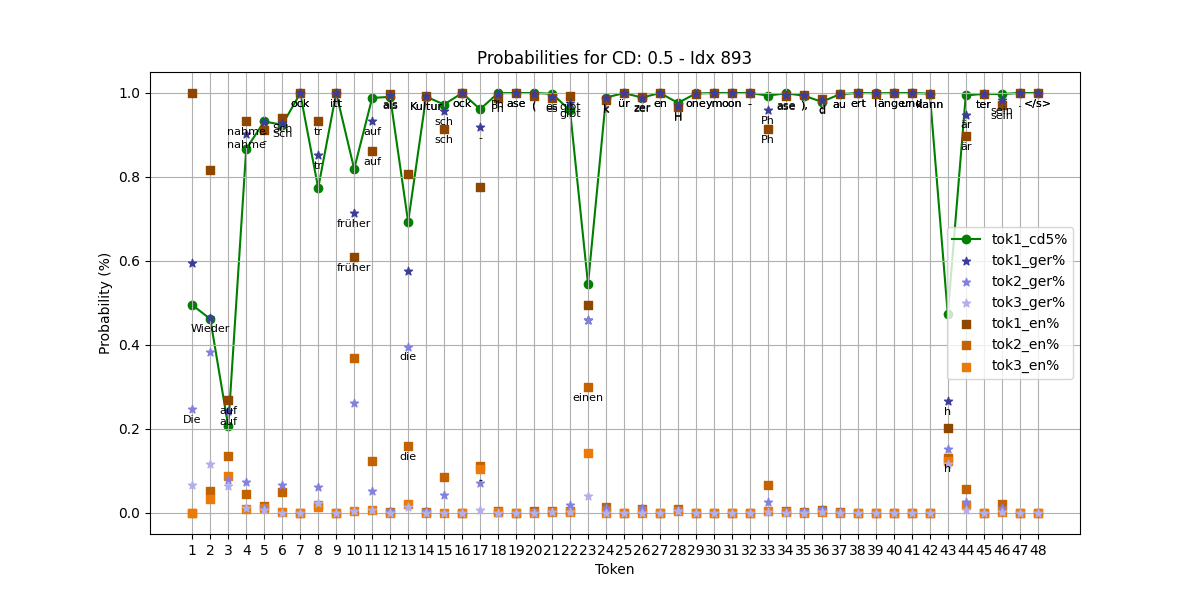 Probabilities for CD: 0.5 - Idx 893
Probability (%)
1.0
0.8
0.6
0.4
0.2
0.0
Die
Wieder
auf
auf
nahme
nahme
-
Sch
sch
ock
tr
tr
itt
früher
früher
auf
auf
als
die
die
Kultur
sch
sch
ock
-
Ph
ase
(
es
gibt
gibt
einen
k
ür
zer
en
H
oneymoon
-
Ph
Ph
ase
),
d
au
ert
länger
und
kann
h
h
är
är
ter
sein
sein
.
</s>
tok1_cd5%
tok1_ger%
tok2_ger%
tok3_ger%
tok1_en%
tok2_en%
tok3_en%
1 2 3 4 5 6 7 8 9 10 11 12 13 14 15 16 17 18 19 20 21 22 23 24 25 26 27 28 29 30 31 32 33 34 35 36 37 38 39 40 41 42 43 44 45 46 47 48
Token